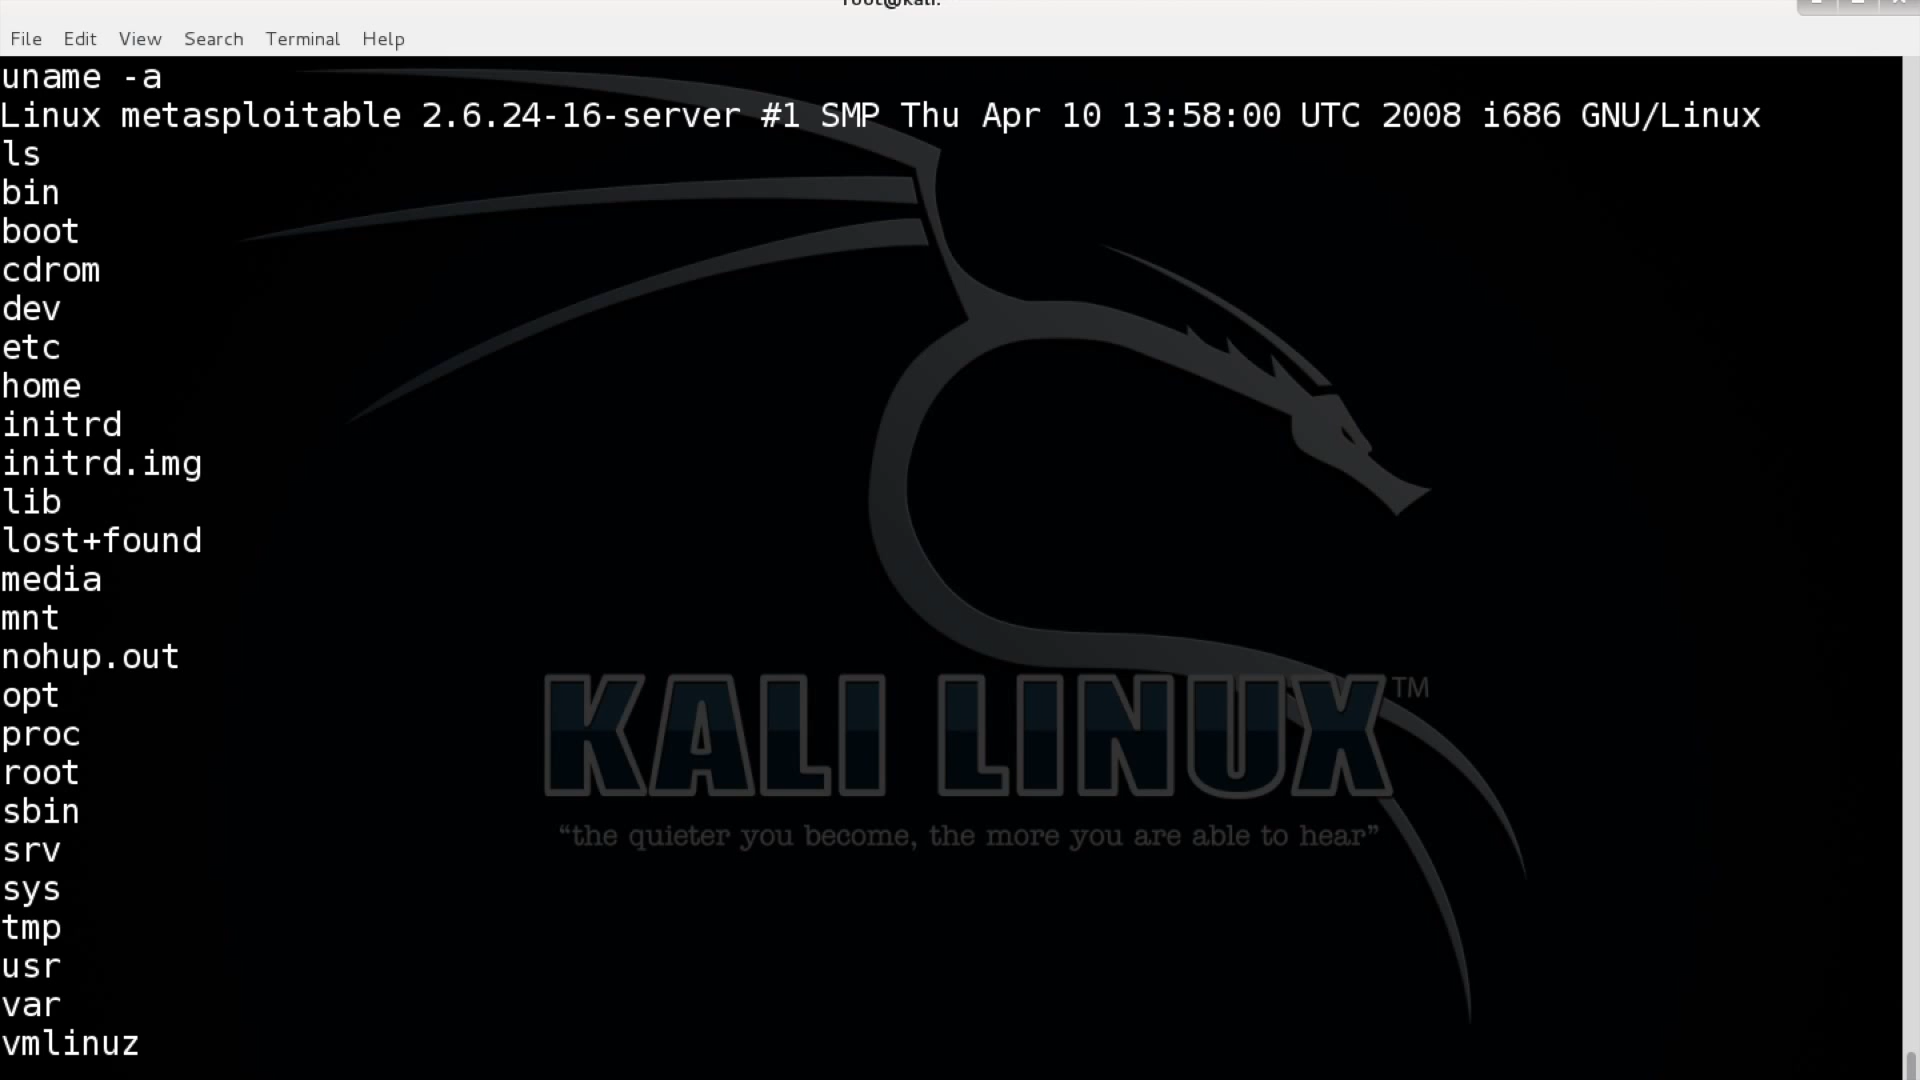 root@kali:
File Edit View Search Terminal Help
uname -a
Linux metasploitable 2.6.24-16-server #1 SMP Thu Apr 10 13:58:00 UTC 2008 i686 GNU/Linux
ls
bin
boot
cdrom
dev
etc
home
initrd
initrd.img
lib
lost+found
media
mnt
nohup.out
opt
proc
root
sbin
srv
sys
tmp
usr
var
vmlinuz
KALI LINUX TM
“the quieter you become, the more you are able to hear”